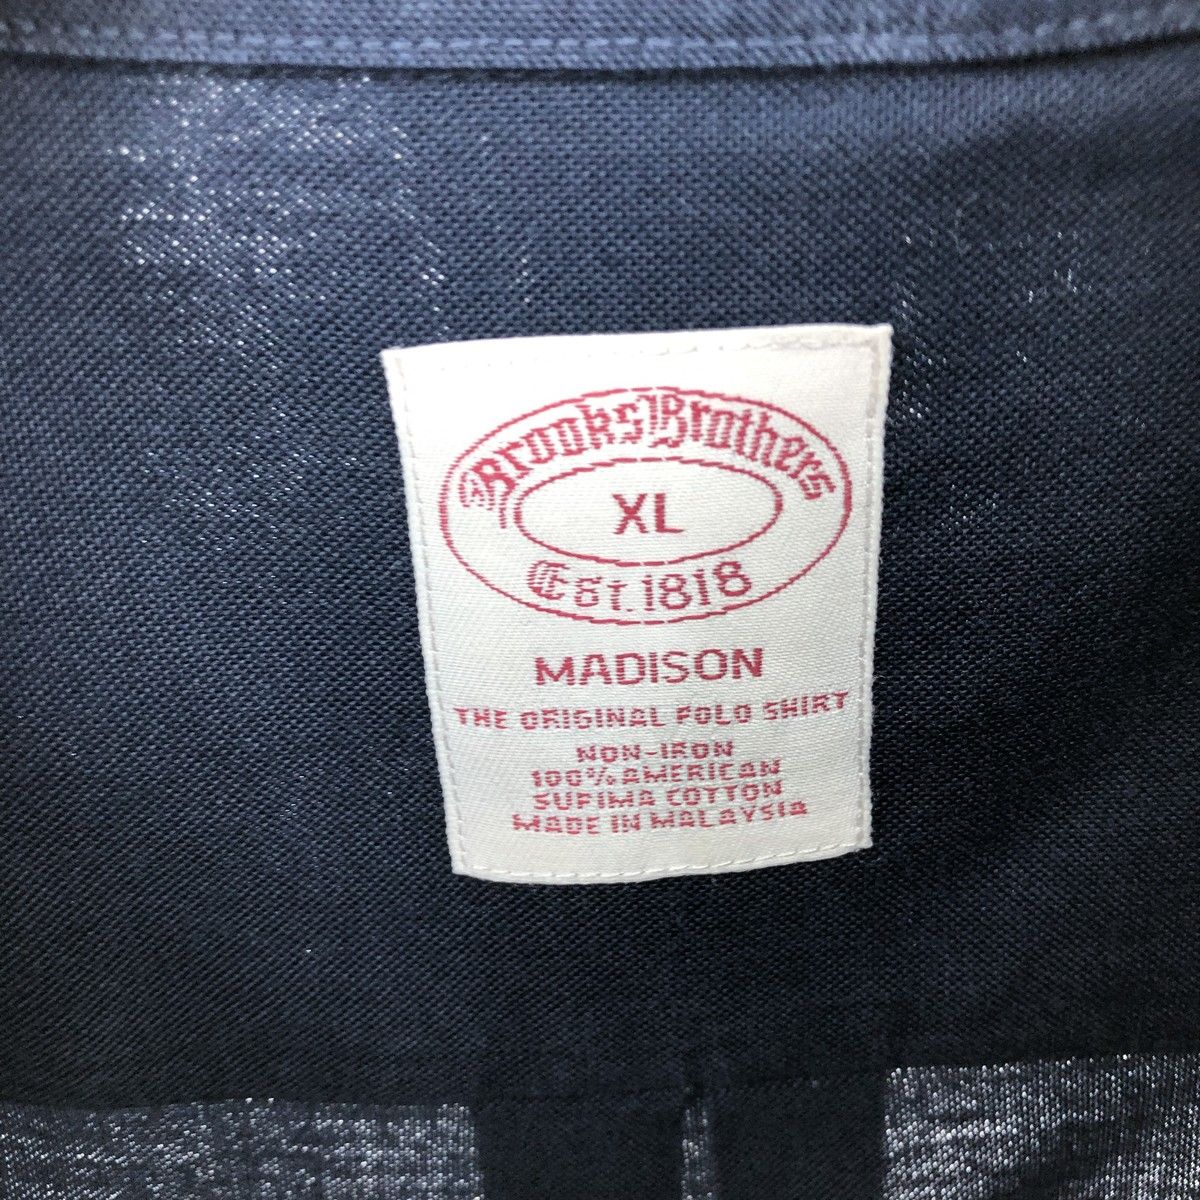 Brooks Brothers
XL
Est. 1818
MADISON
THE ORIGINAL POLO SHIRT
NON-IRON
100% AMERICAN
SUPIMA COTTON
MADE IN MALAYSIA